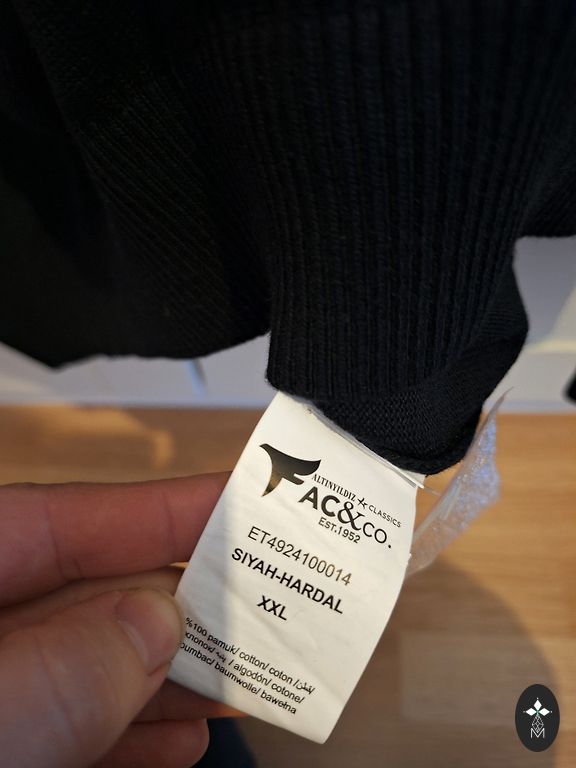 ALTINYILDIZ CLASSICS
AC&CO.
EST.1952
ET4924100014
SIYAH-HARDAL
XXL
%100 pamuk/ cotton/ coton /قطن/
хлопок/ پنبه / algodón/ cotone/
bumbac/ baumwolle/ bawełna
M